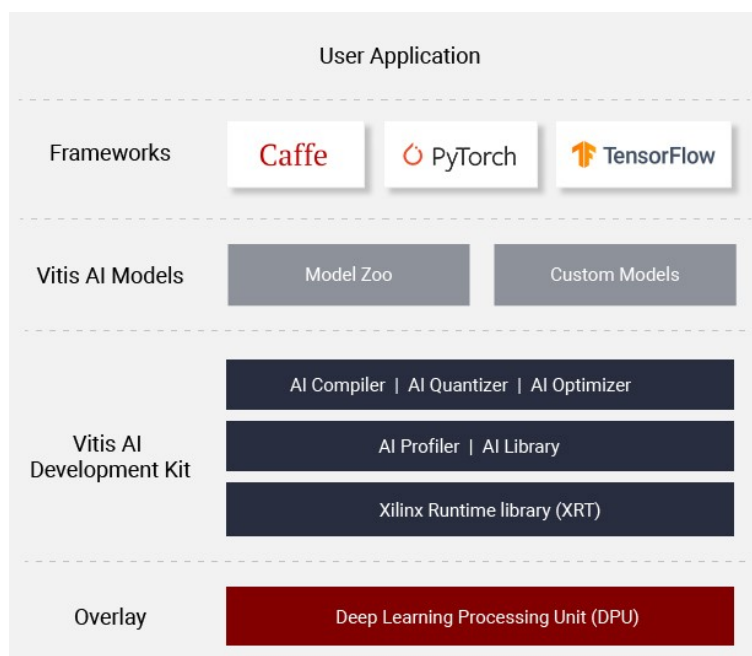 User Application
Frameworks
Caffe
PyTorch
TensorFlow
Vitis AI Models
Model Zoo
Custom Models
Vitis AI
Development Kit
AI Compiler | AI Quantizer | AI Optimizer
AI Profiler | AI Library
Xilinx Runtime library (XRT)
Overlay
Deep Learning Processing Unit (DPU)